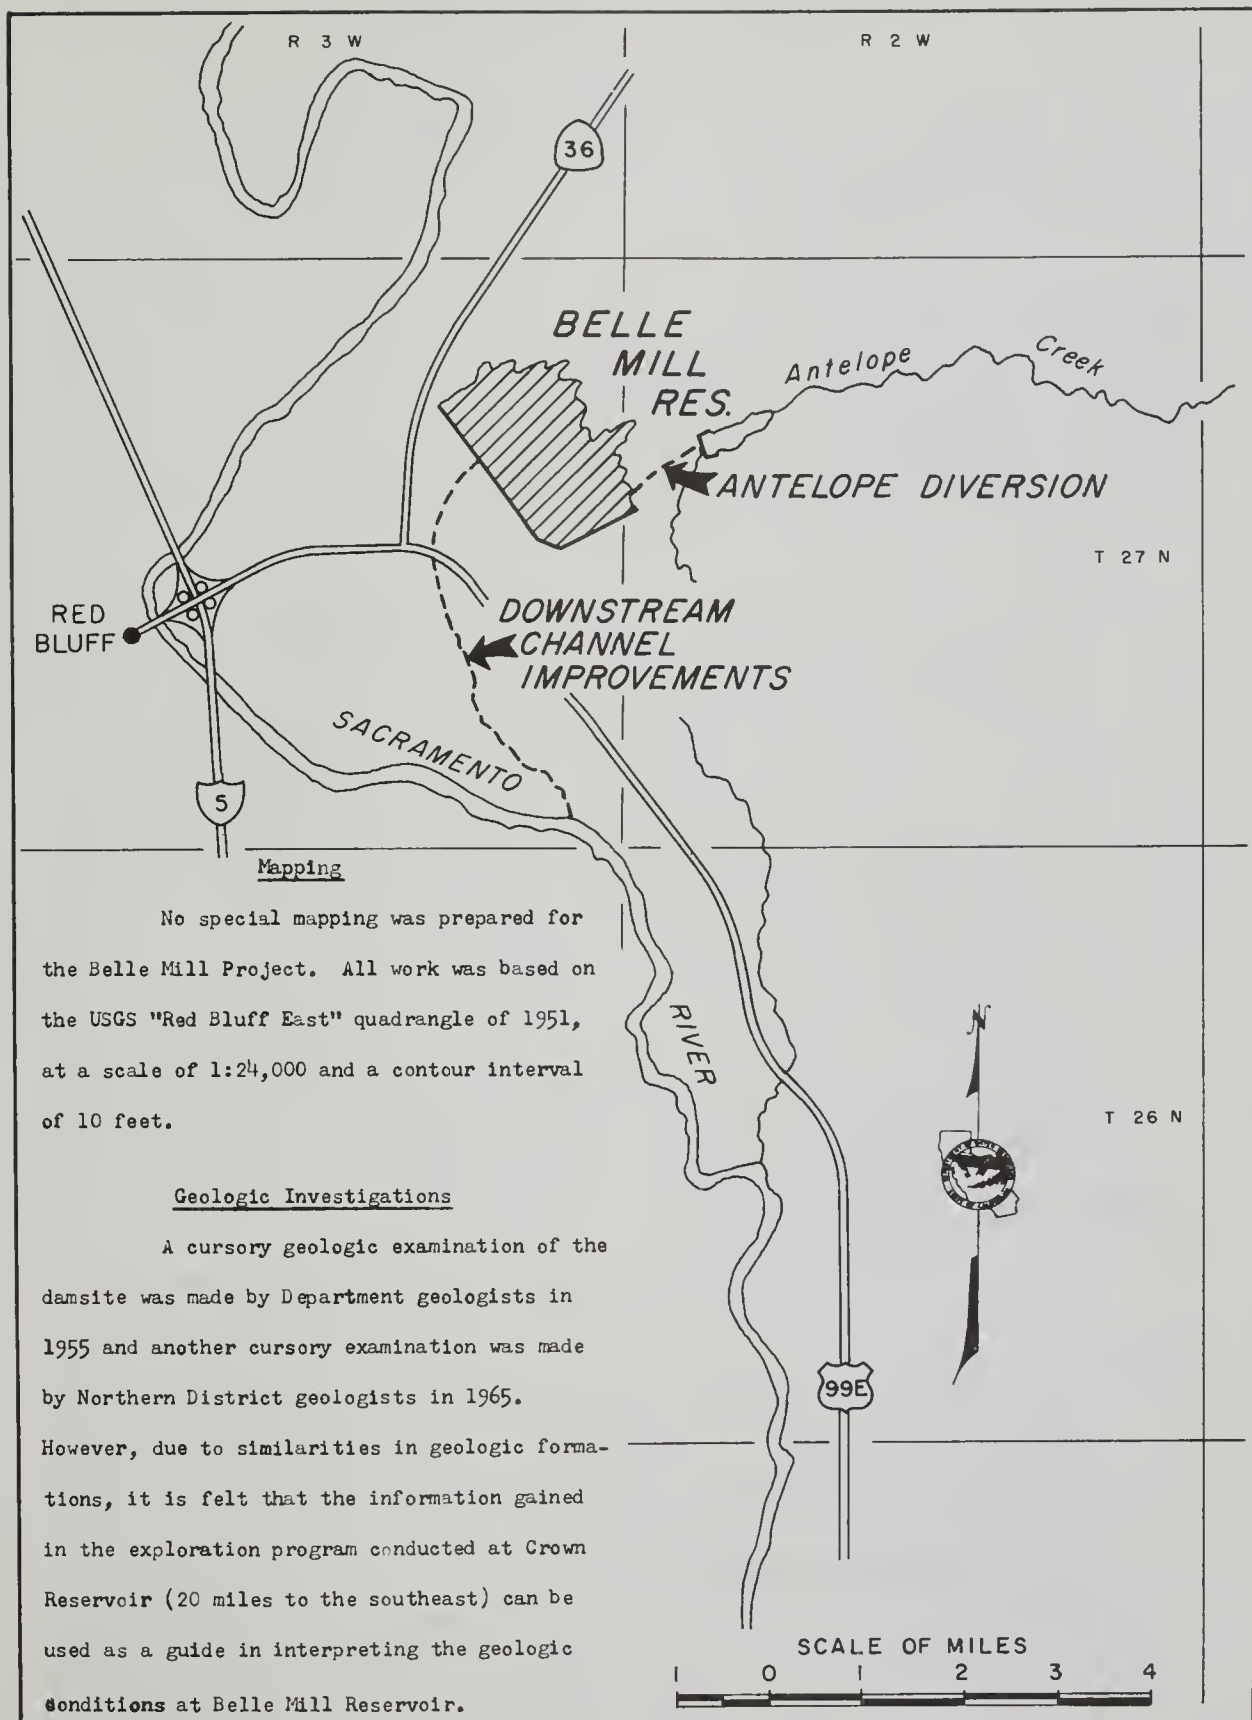 R 3 W
R 2 W
36
BELLE
MILL
RES.
Antelope Creek
ANTELOPE DIVERSION
T 27 N
RED
BLUFF
DOWNSTREAM
CHANNEL
IMPROVEMENTS
SACRAMENTO
5
RIVER
Mapping
No special mapping was prepared for
the Belle Mill Project. All work was based on
the USGS "Red Bluff East" quadrangle of 1951,
at a scale of 1:24,000 and a contour interval
of 10 feet.
N
T 26 N
Geologic Investigations
A cursory geologic examination of the
damsite was made by Department geologists in
1955 and another cursory examination was made
by Northern District geologists in 1965.
However, due to similarities in geologic forma-
tions, it is felt that the information gained
in the exploration program conducted at Crown
Reservoir (20 miles to the southeast) can be
used as a guide in interpreting the geologic
conditions at Belle Mill Reservoir.
99E
SCALE OF MILES
1 0 1 2 3 4